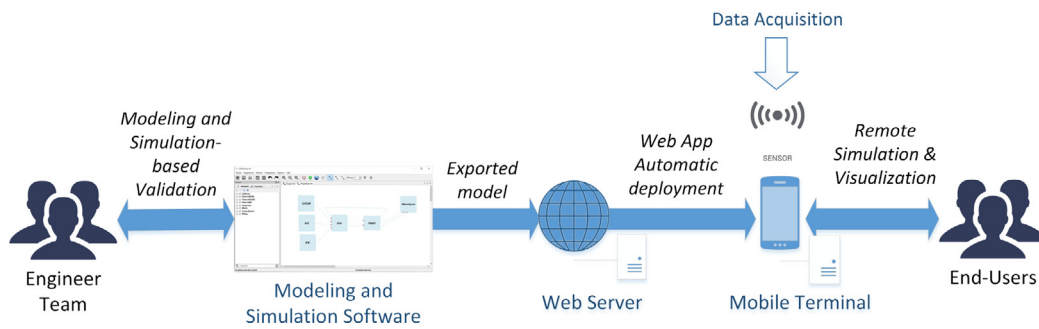 Data Acquisition
Modeling and
Simulation-
based
Validation
Exported
model
Web App
Automatic
deployment
SENSOR
Remote
Simulation &
Visualization
Engineer
Team
Modeling and
Simulation Software
Web Server
Mobile Terminal
End-Users